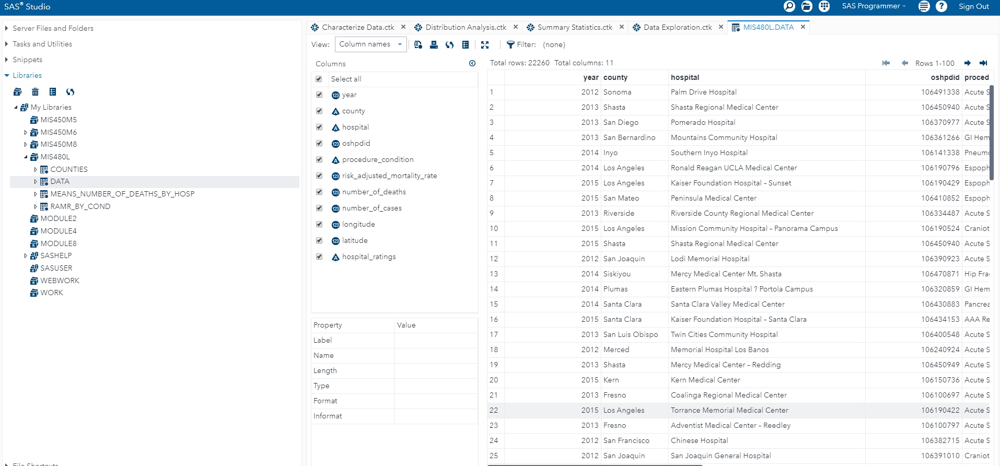 SAS® Studio
SAS Programmer
Sign Out
Server Files and Folders
Tasks and Utilities
Snippets
Libraries
My Libraries
MIS450M5
MIS450M6
MIS450M8
MIS480L
COUNTIES
DATA
MEANS_NUMBER_OF_DEATHS_BY_HOSP
RAMR_BY_COND
MODULE2
MODULE4
MODULE8
SASHELP
SASUSER
WEBWORK
WORK
File Shortcuts
Characterize Data.ctk Distribution Analysis.ctk Summary Statistics.ctk Data Exploration.ctk MIS480L.DATA
View: Column names Filter: (none)
Columns
Select all
year
county
hospital
oshpdid
procedure_condition
risk_adjusted_mortality_rate
number_of_deaths
number_of_cases
longitude
latitude
hospital_ratings
Property Value
Label
Name
Length
Type
Format
Informat
Total rows: 22260 Total columns: 11 Rows 1-100
year county hospital oshpdid proced
1 2012 Sonoma Palm Drive Hospital 106491338 Acute S
2 2013 Shasta Shasta Regional Medical Center 106450940 Acute S
3 2013 San Diego Pomerado Hospital 106370977 Acute S
4 2013 San Bernardino Mountains Community Hospital 106361266 GI Hem
5 2014 Inyo Southern Inyo Hospital 106141338 Pneumo
6 2014 Los Angeles Ronald Reagan UCLA Medical Center 106190796 Espoph
7 2015 Los Angeles Kaiser Foundation Hospital - Sunset 106190429 Espoph
8 2015 San Mateo Peninsula Medical Center 106410852 Espoph
9 2013 Riverside Riverside County Regional Medical Center 106334487 Acute S
10 2015 Los Angeles Mission Community Hospital - Panorama Campus 106190524 Craniot
11 2015 Shasta Shasta Regional Medical Center 106450940 Acute S
12 2012 San Joaquin Lodi Memorial Hospital 106390923 Acute S
13 2014 Siskiyou Mercy Medical Center Mt. Shasta 106470871 Hip Fra
14 2014 Plumas Eastern Plumas Hospital ? Portola Campus 106320859 GI Hem
15 2014 Santa Clara Santa Clara Valley Medical Center 106430883 Pancrea
16 2015 Santa Clara Kaiser Foundation Hospital - Santa Clara 106434153 AAA Re
17 2013 San Luis Obispo Twin Cities Community Hospital 106400548 Acute S
18 2012 Merced Memorial Hospital Los Banos 106240924 Acute S
19 2013 Shasta Mercy Medical Center - Redding 106450949 Acute S
20 2015 Kern Kern Medical Center 106150736 Acute S
21 2013 Fresno Coalinga Regional Medical Center 106100697 Acute S
22 2015 Los Angeles Torrance Memorial Medical Center 106190422 Acute S
23 2013 Fresno Adventist Medical Center - Reedley 106100797 Acute S
24 2012 San Francisco Chinese Hospital 106382715 Acute S
25 2012 San Joaquin San Joaquin General Hospital 106391010 Craniot